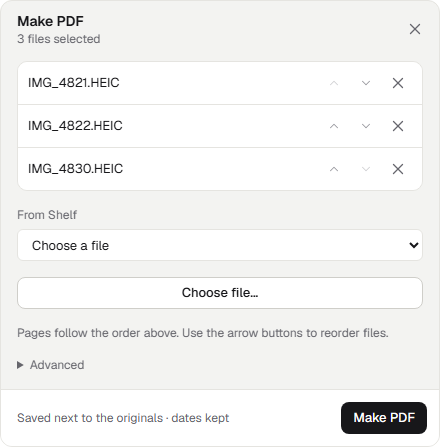 Make PDF
3 files selected
IMG_4821.HEIC
IMG_4822.HEIC
IMG_4830.HEIC
From Shelf
Choose a file
Choose file...
Pages follow the order above. Use the arrow buttons to reorder files.
Advanced
Saved next to the originals · dates kept
Make PDF